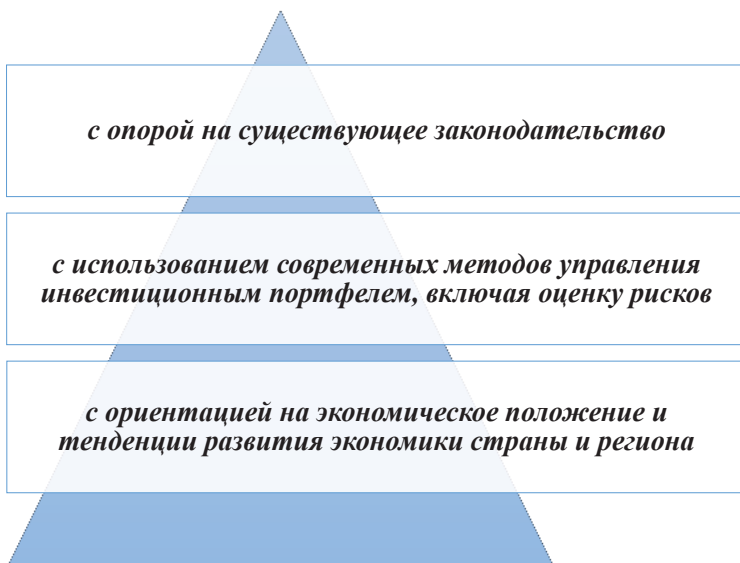 с опорой на существующее законодательство
с использованием современных методов управления
инвестиционным портфелем, включая оценку рисков
с ориентацией на экономическое положение и
тенденции развития экономики страны и региона